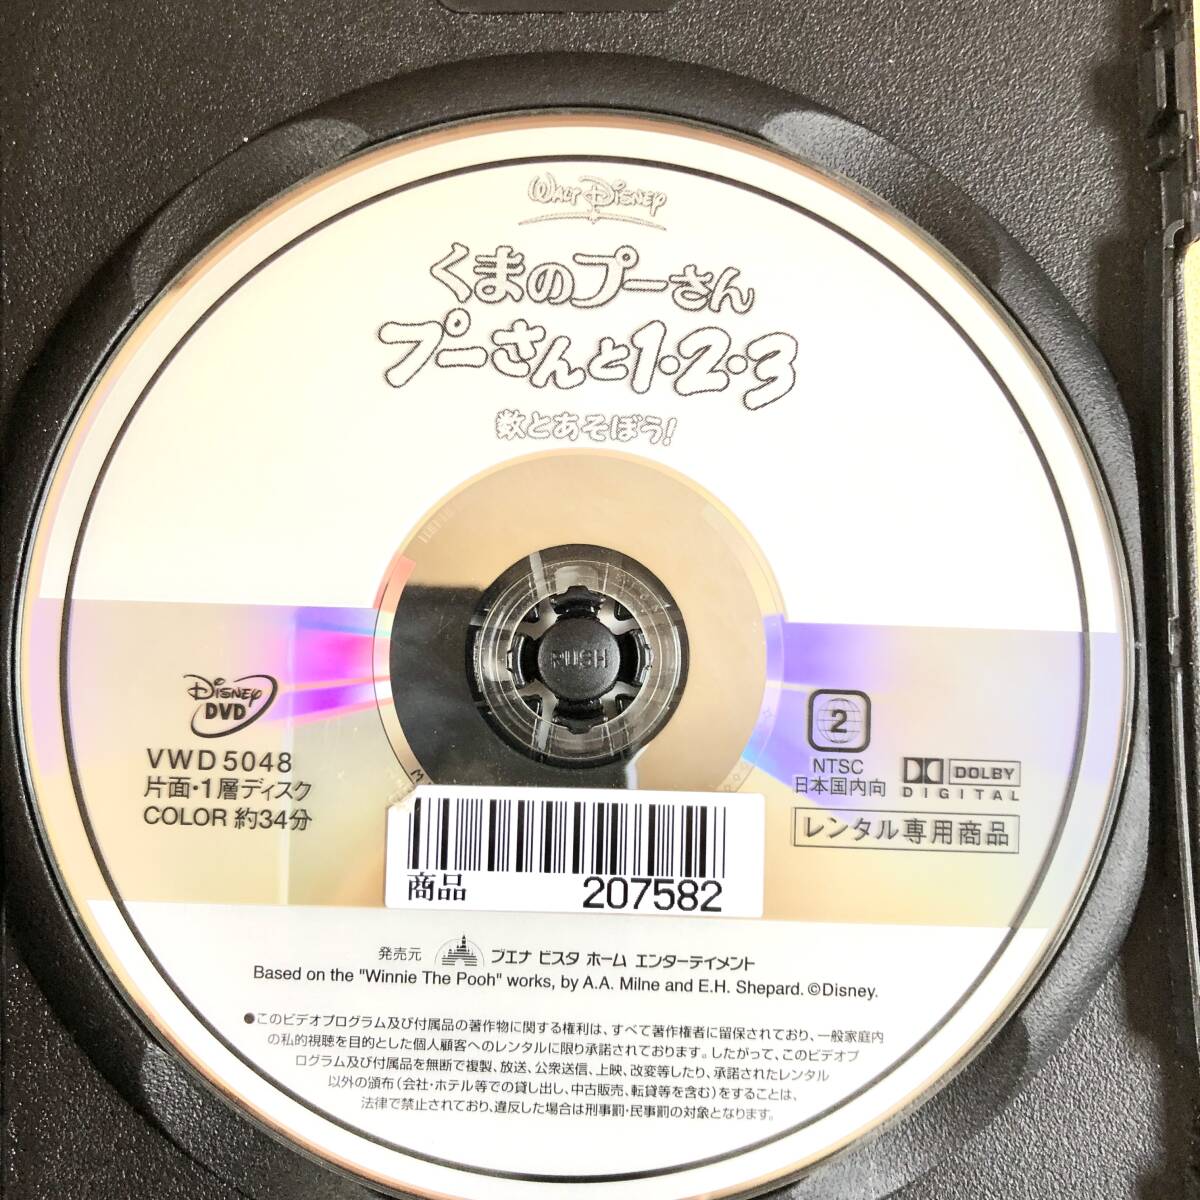 WALT DISNEY
くまのプーさん
プーさんと1・2・3
数とあそぼう!
PUSH
DISNEY
DVD
VWD 5048
片面・1層ディスク
COLOR 約34分
2
NTSC
日本国内向
DOLBY
DIGITAL
レンタル専用商品
商品 207582
発売元 ブエナ ビスタ ホーム エンターテイメント
Based on the "Winnie The Pooh" works, by A.A. Milne and E.H. Shepard. ©Disney.
●このビデオプログラム及び付属品の著作物に関する権利は、すべて著作権者に留保されており、一般家庭内
の私的視聴を目的とした個人顧客へのレンタルに限り承諾されております。したがって、このビデオプ
ログラム及び付属品を無断で複製、放送、公衆送信、上映、改変等したり、承諾されたレンタル
以外の頒布(会社・ホテル等での貸し出し、中古販売、転貸等を含む)をすることは、
法律で禁止されており、違反した場合は刑事罰・民事罰の対象となります。